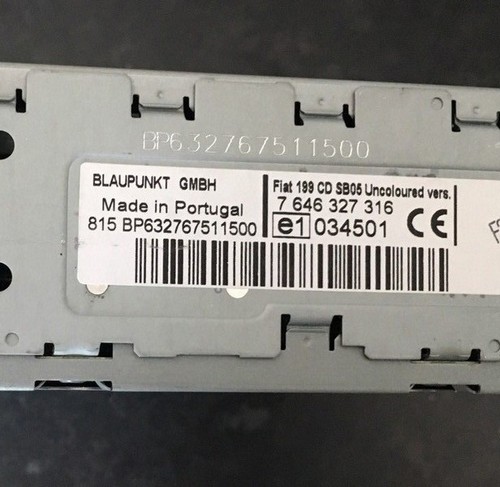 BP632767511500
BLAUPUNKT GMBH
Made in Portugal
815 BP632767511500
Fiat 199 CD SB05 Uncoloured vers.
7 646 327 316
e1 034501 CE